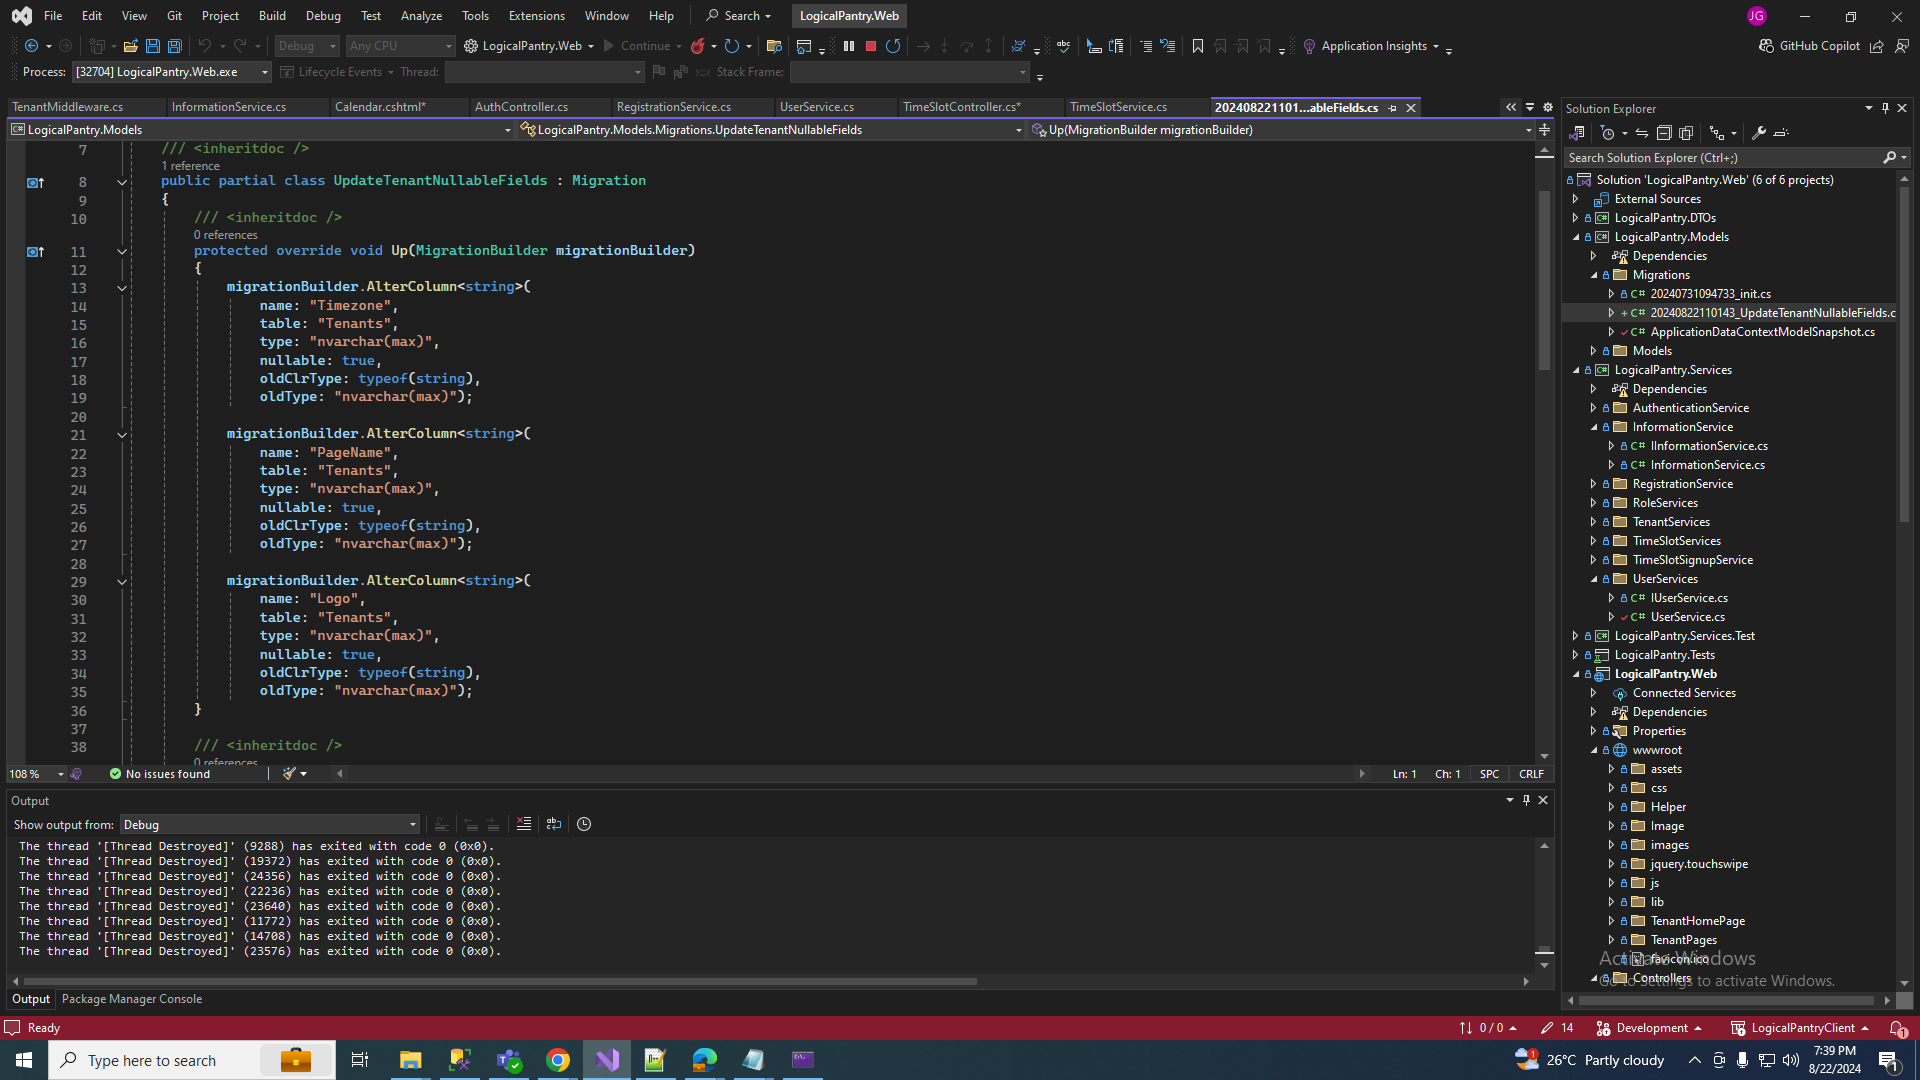 File Edit View Git Project Build Debug Test Analyze Tools Extensions Window Help Search LogicalPantry.Web JG
Debug Any CPU LogicalPantry.Web Continue Application Insights GitHub Copilot
Process: [32704] LogicalPantry.Web.exe Lifecycle Events Thread: Stack Frame:
TenantMiddleware.cs InformationService.cs Calendar.cshtml* AuthController.cs RegistrationService.cs UserService.cs TimeSlotController.cs* TimeSlotService.cs 202408221101...ableFields.cs
LogicalPantry.Models LogicalPantry.Models.Migrations.UpdateTenantNullableFields Up(MigrationBuilder migrationBuilder)
7 /// <inheritdoc />
1 reference
8 public partial class UpdateTenantNullableFields : Migration
9 {
10 /// <inheritdoc />
0 references
11 protected override void Up(MigrationBuilder migrationBuilder)
12 {
13 migrationBuilder.AlterColumn<string>(
14 name: "Timezone",
15 table: "Tenants",
16 type: "nvarchar(max)",
17 nullable: true,
18 oldClrType: typeof(string),
19 oldType: "nvarchar(max)");
20
21 migrationBuilder.AlterColumn<string>(
22 name: "PageName",
23 table: "Tenants",
24 type: "nvarchar(max)",
25 nullable: true,
26 oldClrType: typeof(string),
27 oldType: "nvarchar(max)");
28
29 migrationBuilder.AlterColumn<string>(
30 name: "Logo",
31 table: "Tenants",
32 type: "nvarchar(max)",
33 nullable: true,
34 oldClrType: typeof(string),
35 oldType: "nvarchar(max)");
36 }
37
38 /// <inheritdoc />
0 references
108 % No issues found Ln: 1 Ch: 1 SPC CRLF
Output
Show output from: Debug
The thread '[Thread Destroyed]' (9288) has exited with code 0 (0x0).
The thread '[Thread Destroyed]' (19372) has exited with code 0 (0x0).
The thread '[Thread Destroyed]' (24356) has exited with code 0 (0x0).
The thread '[Thread Destroyed]' (22236) has exited with code 0 (0x0).
The thread '[Thread Destroyed]' (23640) has exited with code 0 (0x0).
The thread '[Thread Destroyed]' (11772) has exited with code 0 (0x0).
The thread '[Thread Destroyed]' (14708) has exited with code 0 (0x0).
The thread '[Thread Destroyed]' (23576) has exited with code 0 (0x0).
Output Package Manager Console
Solution Explorer
Search Solution Explorer (Ctrl+;)
Solution 'LogicalPantry.Web' (6 of 6 projects)
External Sources
LogicalPantry.DTOs
LogicalPantry.Models
Dependencies
Migrations
C# 20240731094733_init.cs
+ C# 20240822110143_UpdateTenantNullableFields.c
C# ApplicationDataContextModelSnapshot.cs
Models
LogicalPantry.Services
Dependencies
AuthenticationService
InformationService
C# IInformationService.cs
C# InformationService.cs
RegistrationService
RoleServices
TenantServices
TimeSlotServices
TimeSlotSignupService
UserServices
C# IUserService.cs
C# UserService.cs
LogicalPantry.Services.Test
LogicalPantry.Tests
LogicalPantry.Web
Connected Services
Dependencies
Properties
wwwroot
assets
css
Helper
Image
images
jquery.touchswipe
js
lib
TenantHomePage
TenantPages
favicon.ico
Controllers
Activate Windows
Go to Settings to activate Windows.
Ready 0 / 0 14 Development LogicalPantryClient 1
Type here to search 1 26°C Partly cloudy 7:39 PM
8/22/2024 1